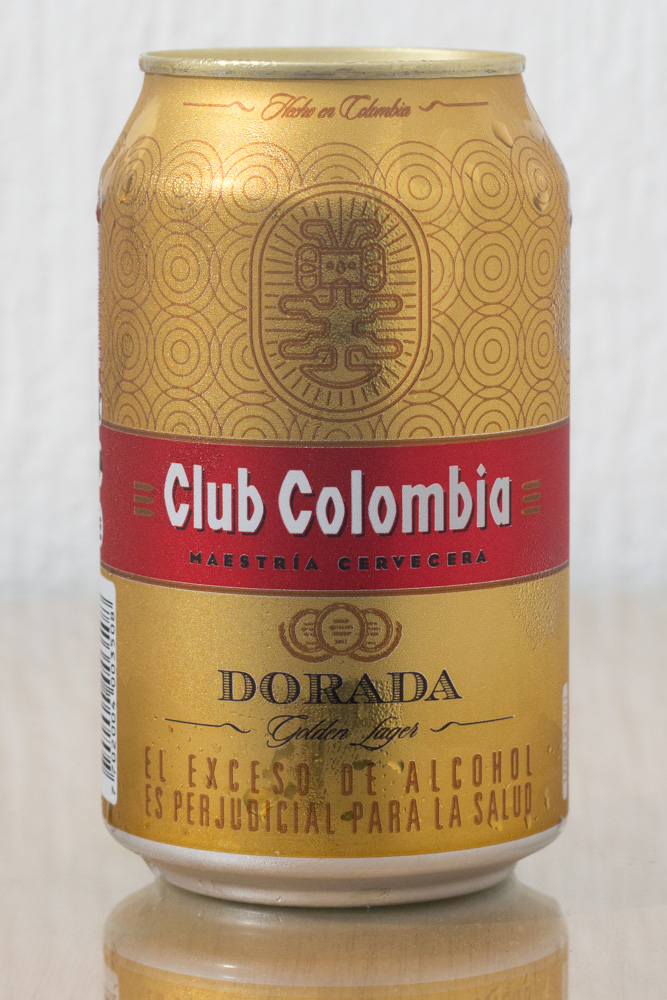 Hecho en Colombia
Club Colombia
MAESTRÍA CERVECERA
DORADA
Golden Lager
EL EXCESO DE ALCOHOL
ES PERJUDICIAL PARA LA SALUD
7702004003508